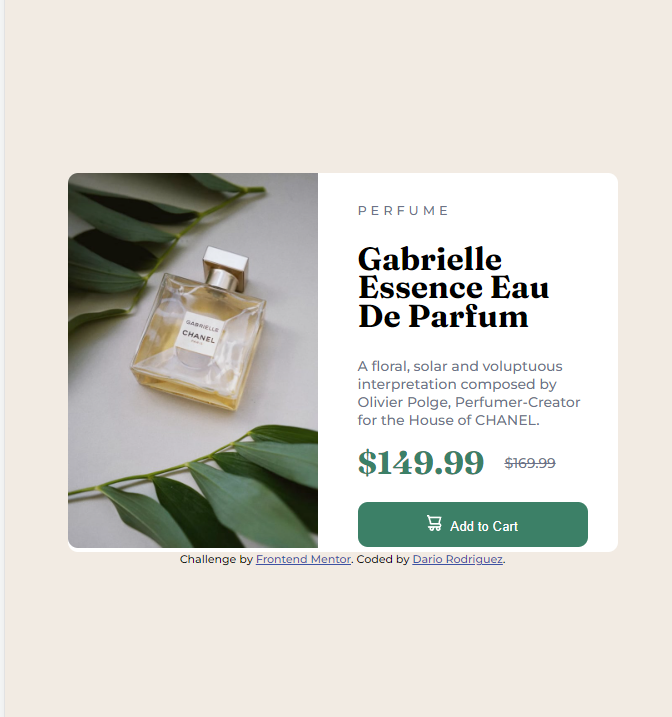 GABRIELLE
CHANEL
PARIS
PERFUME
Gabrielle
Essence Eau
De Parfum
A floral, solar and voluptuous
interpretation composed by
Olivier Polge, Perfumer-Creator
for the House of CHANEL.
$149.99 $169.99
Add to Cart
Challenge by Frontend Mentor. Coded by Dario Rodriguez.